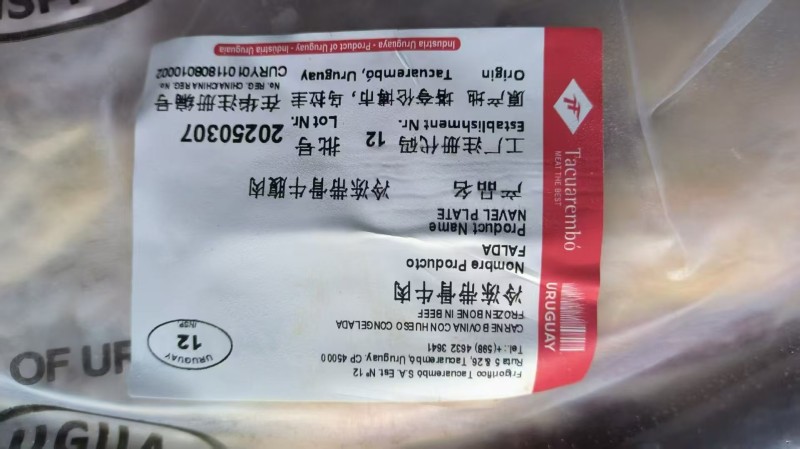 Frigorífico Tacuarembó S.A. Est. Nº 12
Ruta 5 & 26, Tacuarembó, Uruguay. CP 45000
Tel.: +(598) 4632 3641
CARNE BOVINA CON HUESO CONGELADA
FROZEN BONE IN BEEF
冷冻带骨牛肉
Nombre Producto
FALDA
Product Name
NAVEL PLATE
产品名 冷冻带骨牛腹肉
工厂注册代码 12 批号 20250307
Establishment Nr. Lot Nr.
原产地 塔夸伦博市，乌拉圭 在华注册编号
Origin Tacuarembó, Uruguay
No. REG. CHINA/CHINA REG. No.
CURY01011808010002
Industria Uruguaya - Product of Uruguay - Industria Uruguaia
URUGUAY
12
INSP.
Tacuarembó
MEAT THE BEST
URUGUAY
OF UR
UGUA